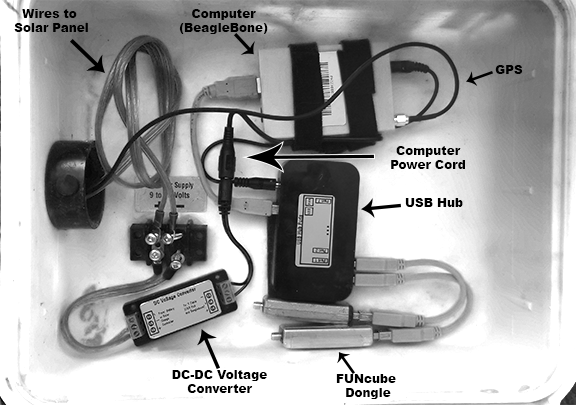 Wires to
Solar Panel
Computer
(BeagleBone)
GPS
Computer
Power Cord
USB Hub
Supply
9 to
Volts
DC Voltage Converter
DC-DC Voltage
Converter
FUNcube
Dongle